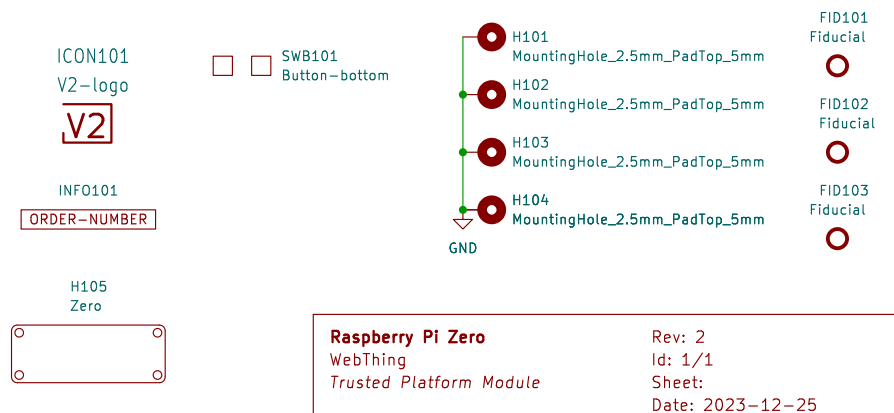 ICON101
V2-logo
V2
SWB101
Button-bottom
H101
MountingHole_2.5mm_PadTop_5mm
H102
MountingHole_2.5mm_PadTop_5mm
H103
MountingHole_2.5mm_PadTop_5mm
H104
MountingHole_2.5mm_PadTop_5mm
GND
FID101
Fiducial
FID102
Fiducial
FID103
Fiducial
INFO101
ORDER-NUMBER
H105
Zero
Raspberry Pi Zero
WebThing
Trusted Platform Module
Rev: 2
Id: 1/1
Sheet:
Date: 2023-12-25